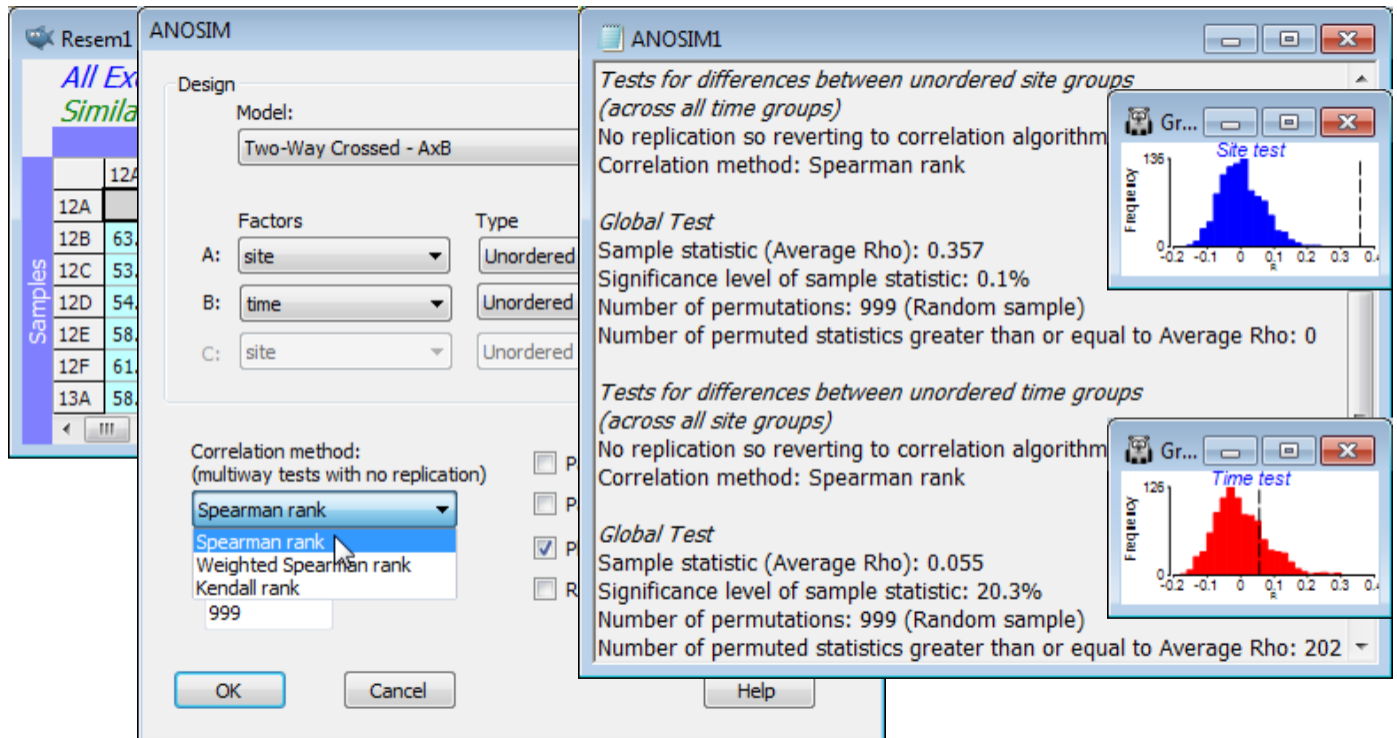 Resem1
All Ex
Simila
12A
12A
12B 63.
12C 53.
12D 54.
12E 58.
12F 61.
13A 58.
Samples
ANOSIM
Design
Model:
Two-Way Crossed - AxB
Factors Type
A: site Unordered
B: time Unordered
C: site Unordered
Correlation method:
(multiway tests with no replication)
Spearman rank
Spearman rank
Weighted Spearman rank
Kendall rank
999
P
P
P
R
OK Cancel Help
ANOSIM1
Tests for differences between unordered site groups
(across all time groups)
No replication so reverting to correlation algorithm
Correlation method: Spearman rank
Global Test
Sample statistic (Average Rho): 0.357
Significance level of sample statistic: 0.1%
Number of permutations: 999 (Random sample)
Number of permuted statistics greater than or equal to Average Rho: 0
Tests for differences between unordered time groups
(across all site groups)
No replication so reverting to correlation algorithm
Correlation method: Spearman rank
Global Test
Sample statistic (Average Rho): 0.055
Significance level of sample statistic: 20.3%
Number of permutations: 999 (Random sample)
Number of permuted statistics greater than or equal to Average Rho: 202
Gr...
Site test
136
Frequency
0
-0.2 -0.1 0 0.1 0.2 0.3 0.4
R
Gr...
Time test
126
Frequency
0
-0.2 -0.1 0 0.1 0.2 0.3 0.
R